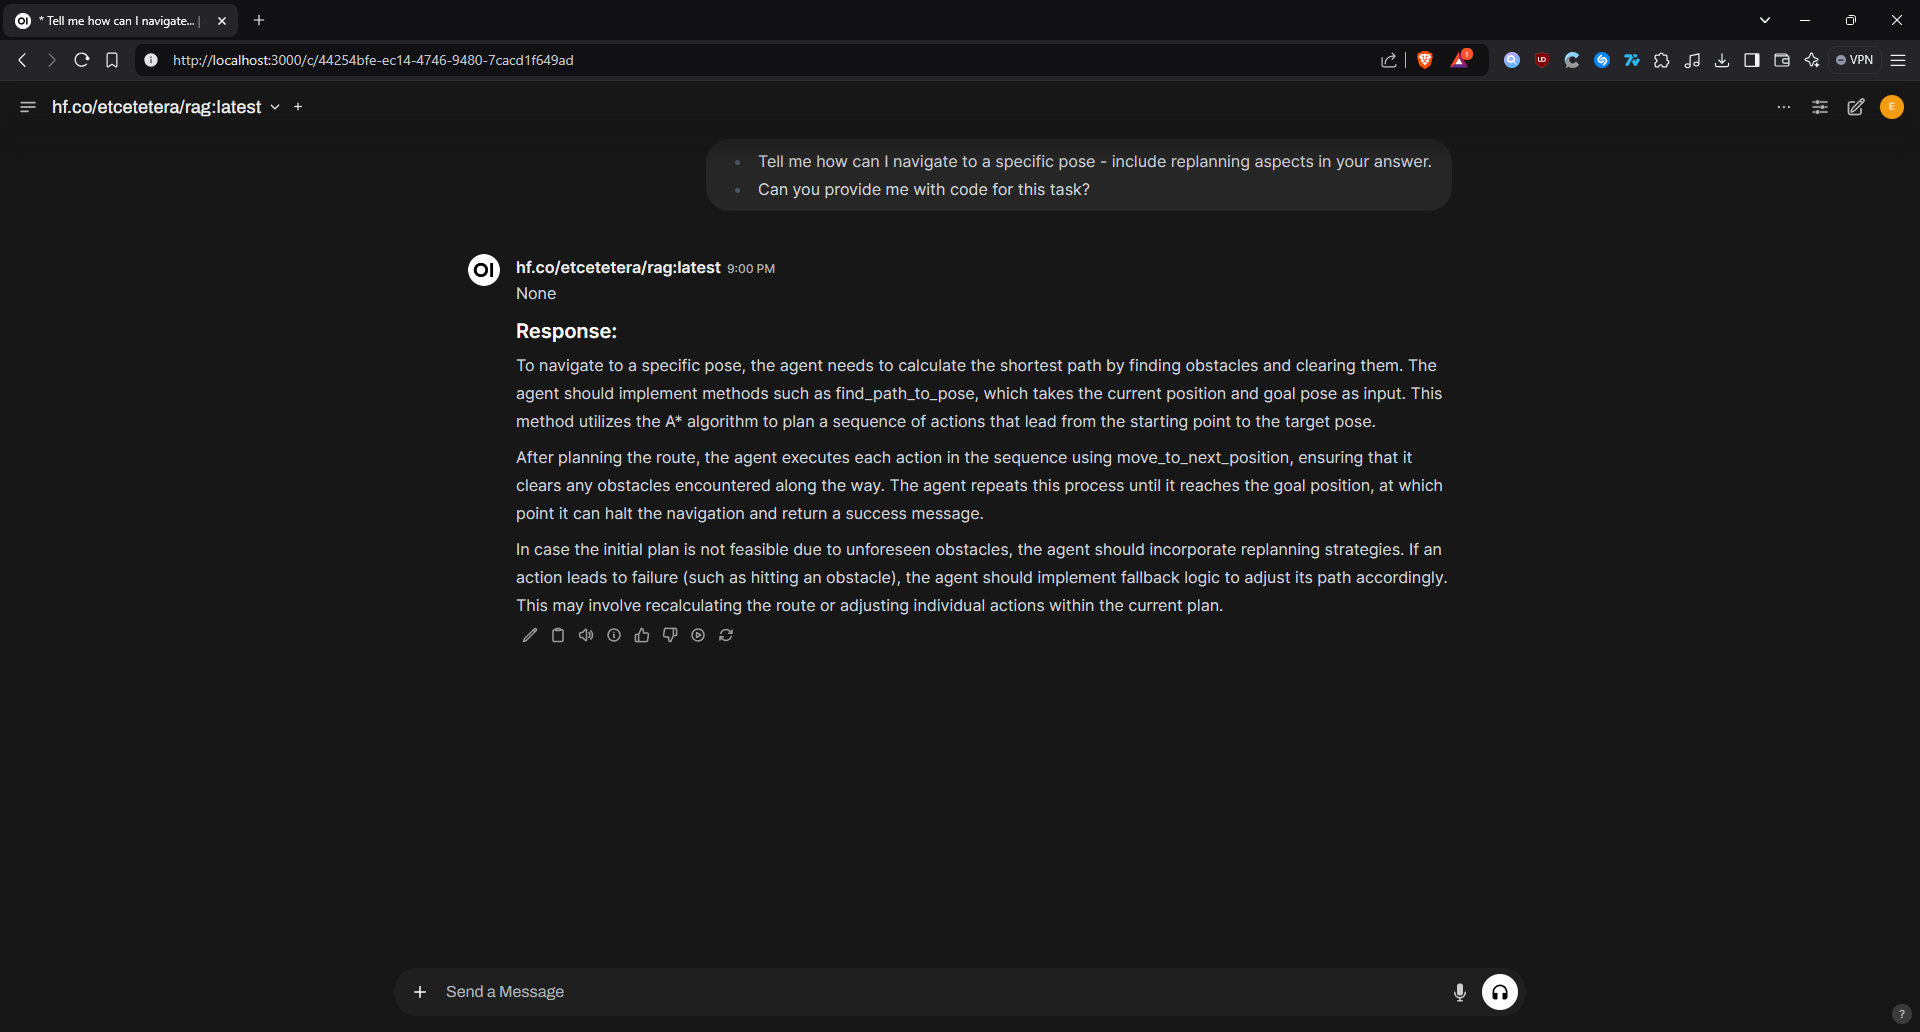 OI * Tell me how can I navigate... |
http://localhost:3000/c/44254bfe-ec14-4746-9480-7cacd1f649ad
1
VPN
hf.co/etcetetera/rag:latest
E
Tell me how can I navigate to a specific pose - include replanning aspects in your answer.
Can you provide me with code for this task?
OI hf.co/etcetetera/rag:latest 9:00 PM
None
Response:
To navigate to a specific pose, the agent needs to calculate the shortest path by finding obstacles and clearing them. The
agent should implement methods such as find_path_to_pose, which takes the current position and goal pose as input. This
method utilizes the A* algorithm to plan a sequence of actions that lead from the starting point to the target pose.
After planning the route, the agent executes each action in the sequence using move_to_next_position, ensuring that it
clears any obstacles encountered along the way. The agent repeats this process until it reaches the goal position, at which
point it can halt the navigation and return a success message.
In case the initial plan is not feasible due to unforeseen obstacles, the agent should incorporate replanning strategies. If an
action leads to failure (such as hitting an obstacle), the agent should implement fallback logic to adjust its path accordingly.
This may involve recalculating the route or adjusting individual actions within the current plan.
Send a Message
?